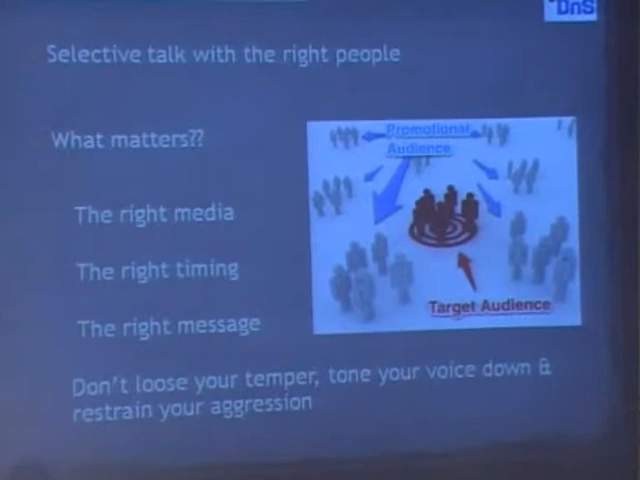 DnS
Selective talk with the right people
What matters??
Promotional
Audience
The right media
The right timing
Target Audience
The right message
Don't loose your temper, tone your voice down &
restrain your aggression